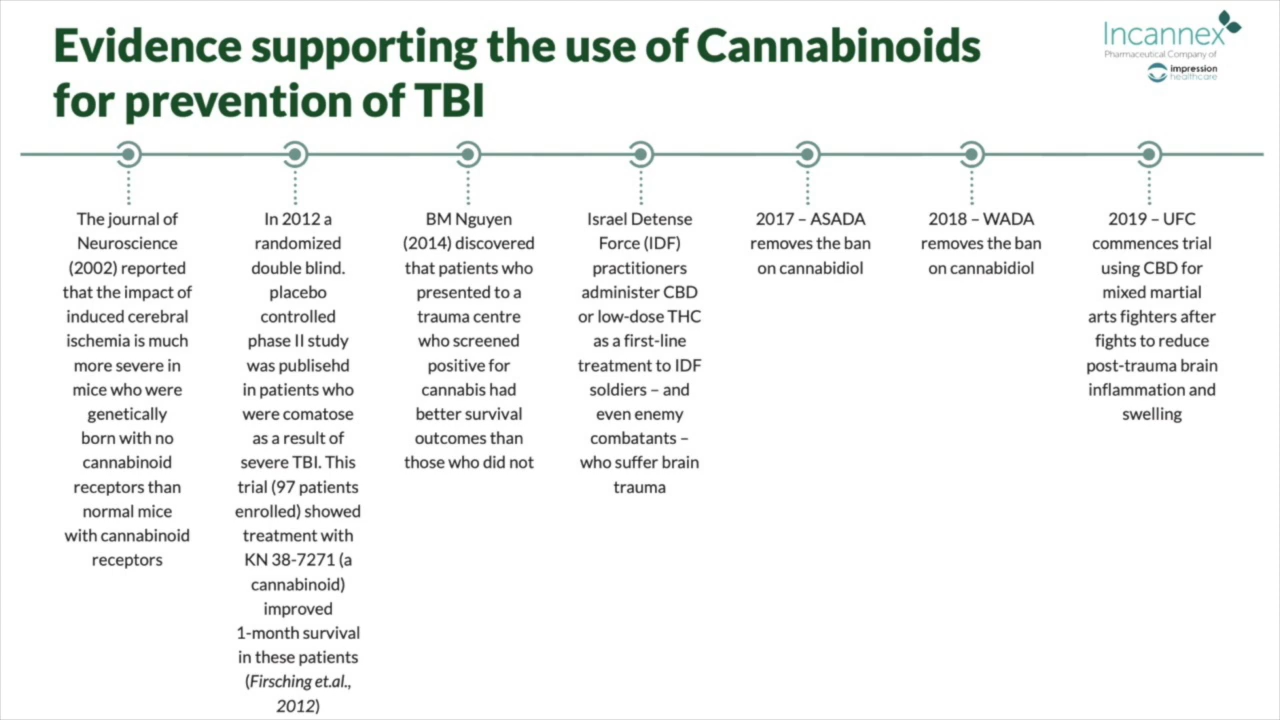 Evidence supporting the use of Cannabinoids
for prevention of TBI
Incannex
Pharmaceutical Company of
impression
healthcare
The journal of
Neuroscience
(2002) reported
that the impact of
induced cerebral
ischemia is much
more severe in
mice who were
genetically
born with no
cannabinoid
receptors than
normal mice
with cannabinoid
receptors
In 2012 a
randomized
double blind.
placebo
controlled
phase II study
was publisehd
in patients who
were comatose
as a result of
severe TBI. This
trial (97 patients
enrolled) showed
treatment with
KN 38-7271 (a
cannabinoid)
improved
1-month survival
in these patients
(Firsching et.al.,
2012)
BM Nguyen
(2014) discovered
that patients who
presented to a
trauma centre
who screened
positive for
cannabis had
better survival
outcomes than
those who did not
Israel Detense
Force (IDF)
practitioners
administer CBD
or low-dose THC
as a first-line
treatment to IDF
soldiers – and
even enemy
combatants –
who suffer brain
trauma
2017 – ASADA
removes the ban
on cannabidiol
2018 – WADA
removes the ban
on cannabidiol
2019 – UFC
commences trial
using CBD for
mixed martial
arts fighters after
fights to reduce
post-trauma brain
inflammation and
swelling